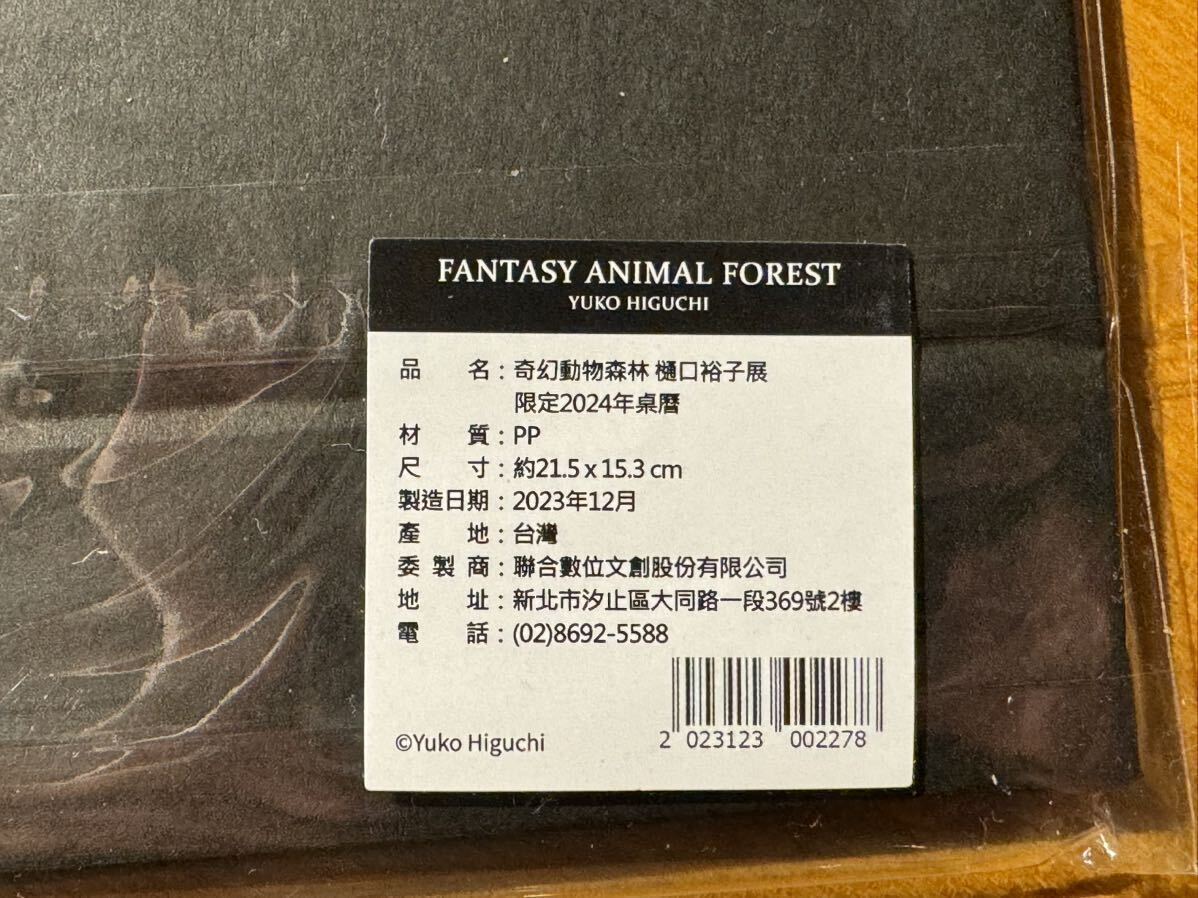 FANTASY ANIMAL FOREST
YUKO HIGUCHI
品名：奇幻動物森林 樋口裕子展
限定2024年桌曆
材質：PP
尺寸：約21.5 x 15.3 cm
製造日期：2023年12月
產地：台灣
委製商：聯合數位文創股份有限公司
地址：新北市汐止區大同路一段369號2樓
電話：(02)8692-5588
©Yuko Higuchi
2 023123 002278